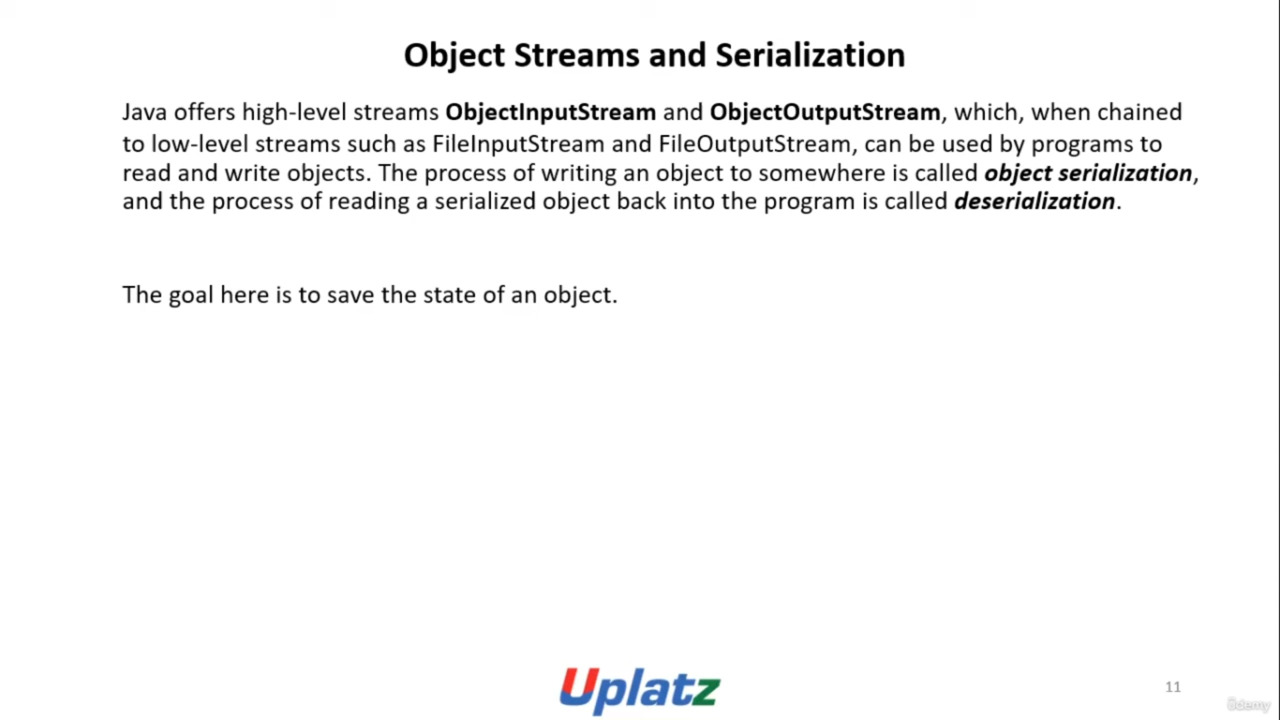 Object Streams and Serialization
Java offers high-level streams ObjectInputStream and ObjectOutputStream, which, when chained
to low-level streams such as FileInputStream and FileOutputStream, can be used by programs to
read and write objects. The process of writing an object to somewhere is called object serialization,
and the process of reading a serialized object back into the program is called deserialization.
The goal here is to save the state of an object.
Uplatz
11
ûdemy